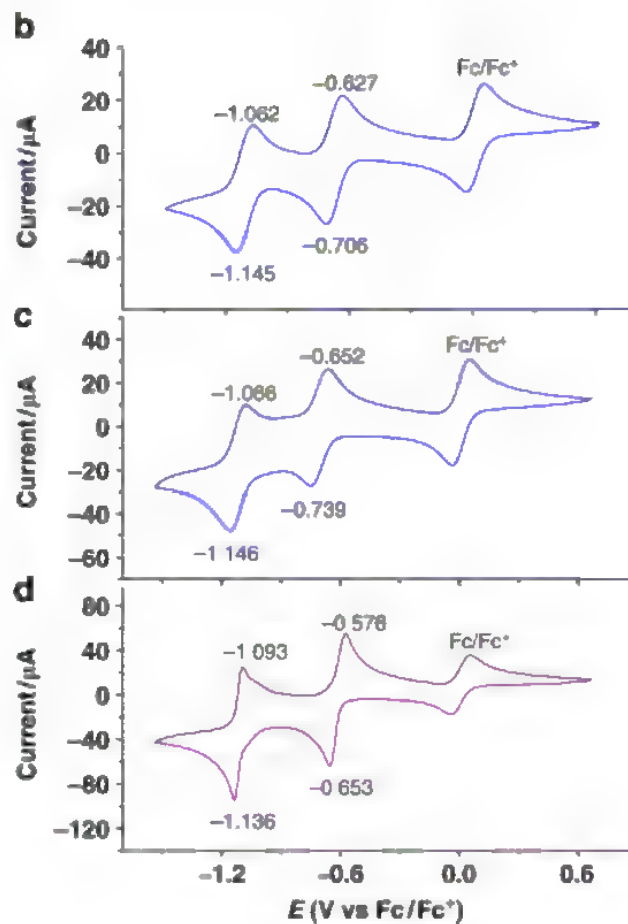 b
40
20
0
−20
−40
Current/μA
−1.062
−0.627
Fc/Fc⁺
−1.145
−0.706
c
40
20
0
−20
−40
−60
Current/μA
−1.066
−0.652
Fc/Fc⁺
−1 146
−0.739
d
80
40
0
−40
−80
−120
Current/μA
−1 093
−0 578
Fc/Fc⁺
−1.136
−0 653
−1.2 −0.6 0.0 0.6
E (V vs Fc/Fc⁺)